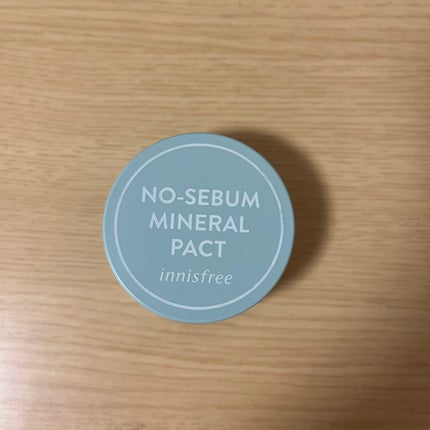 NO-SEBUM
MINERAL
PACT
innisfree